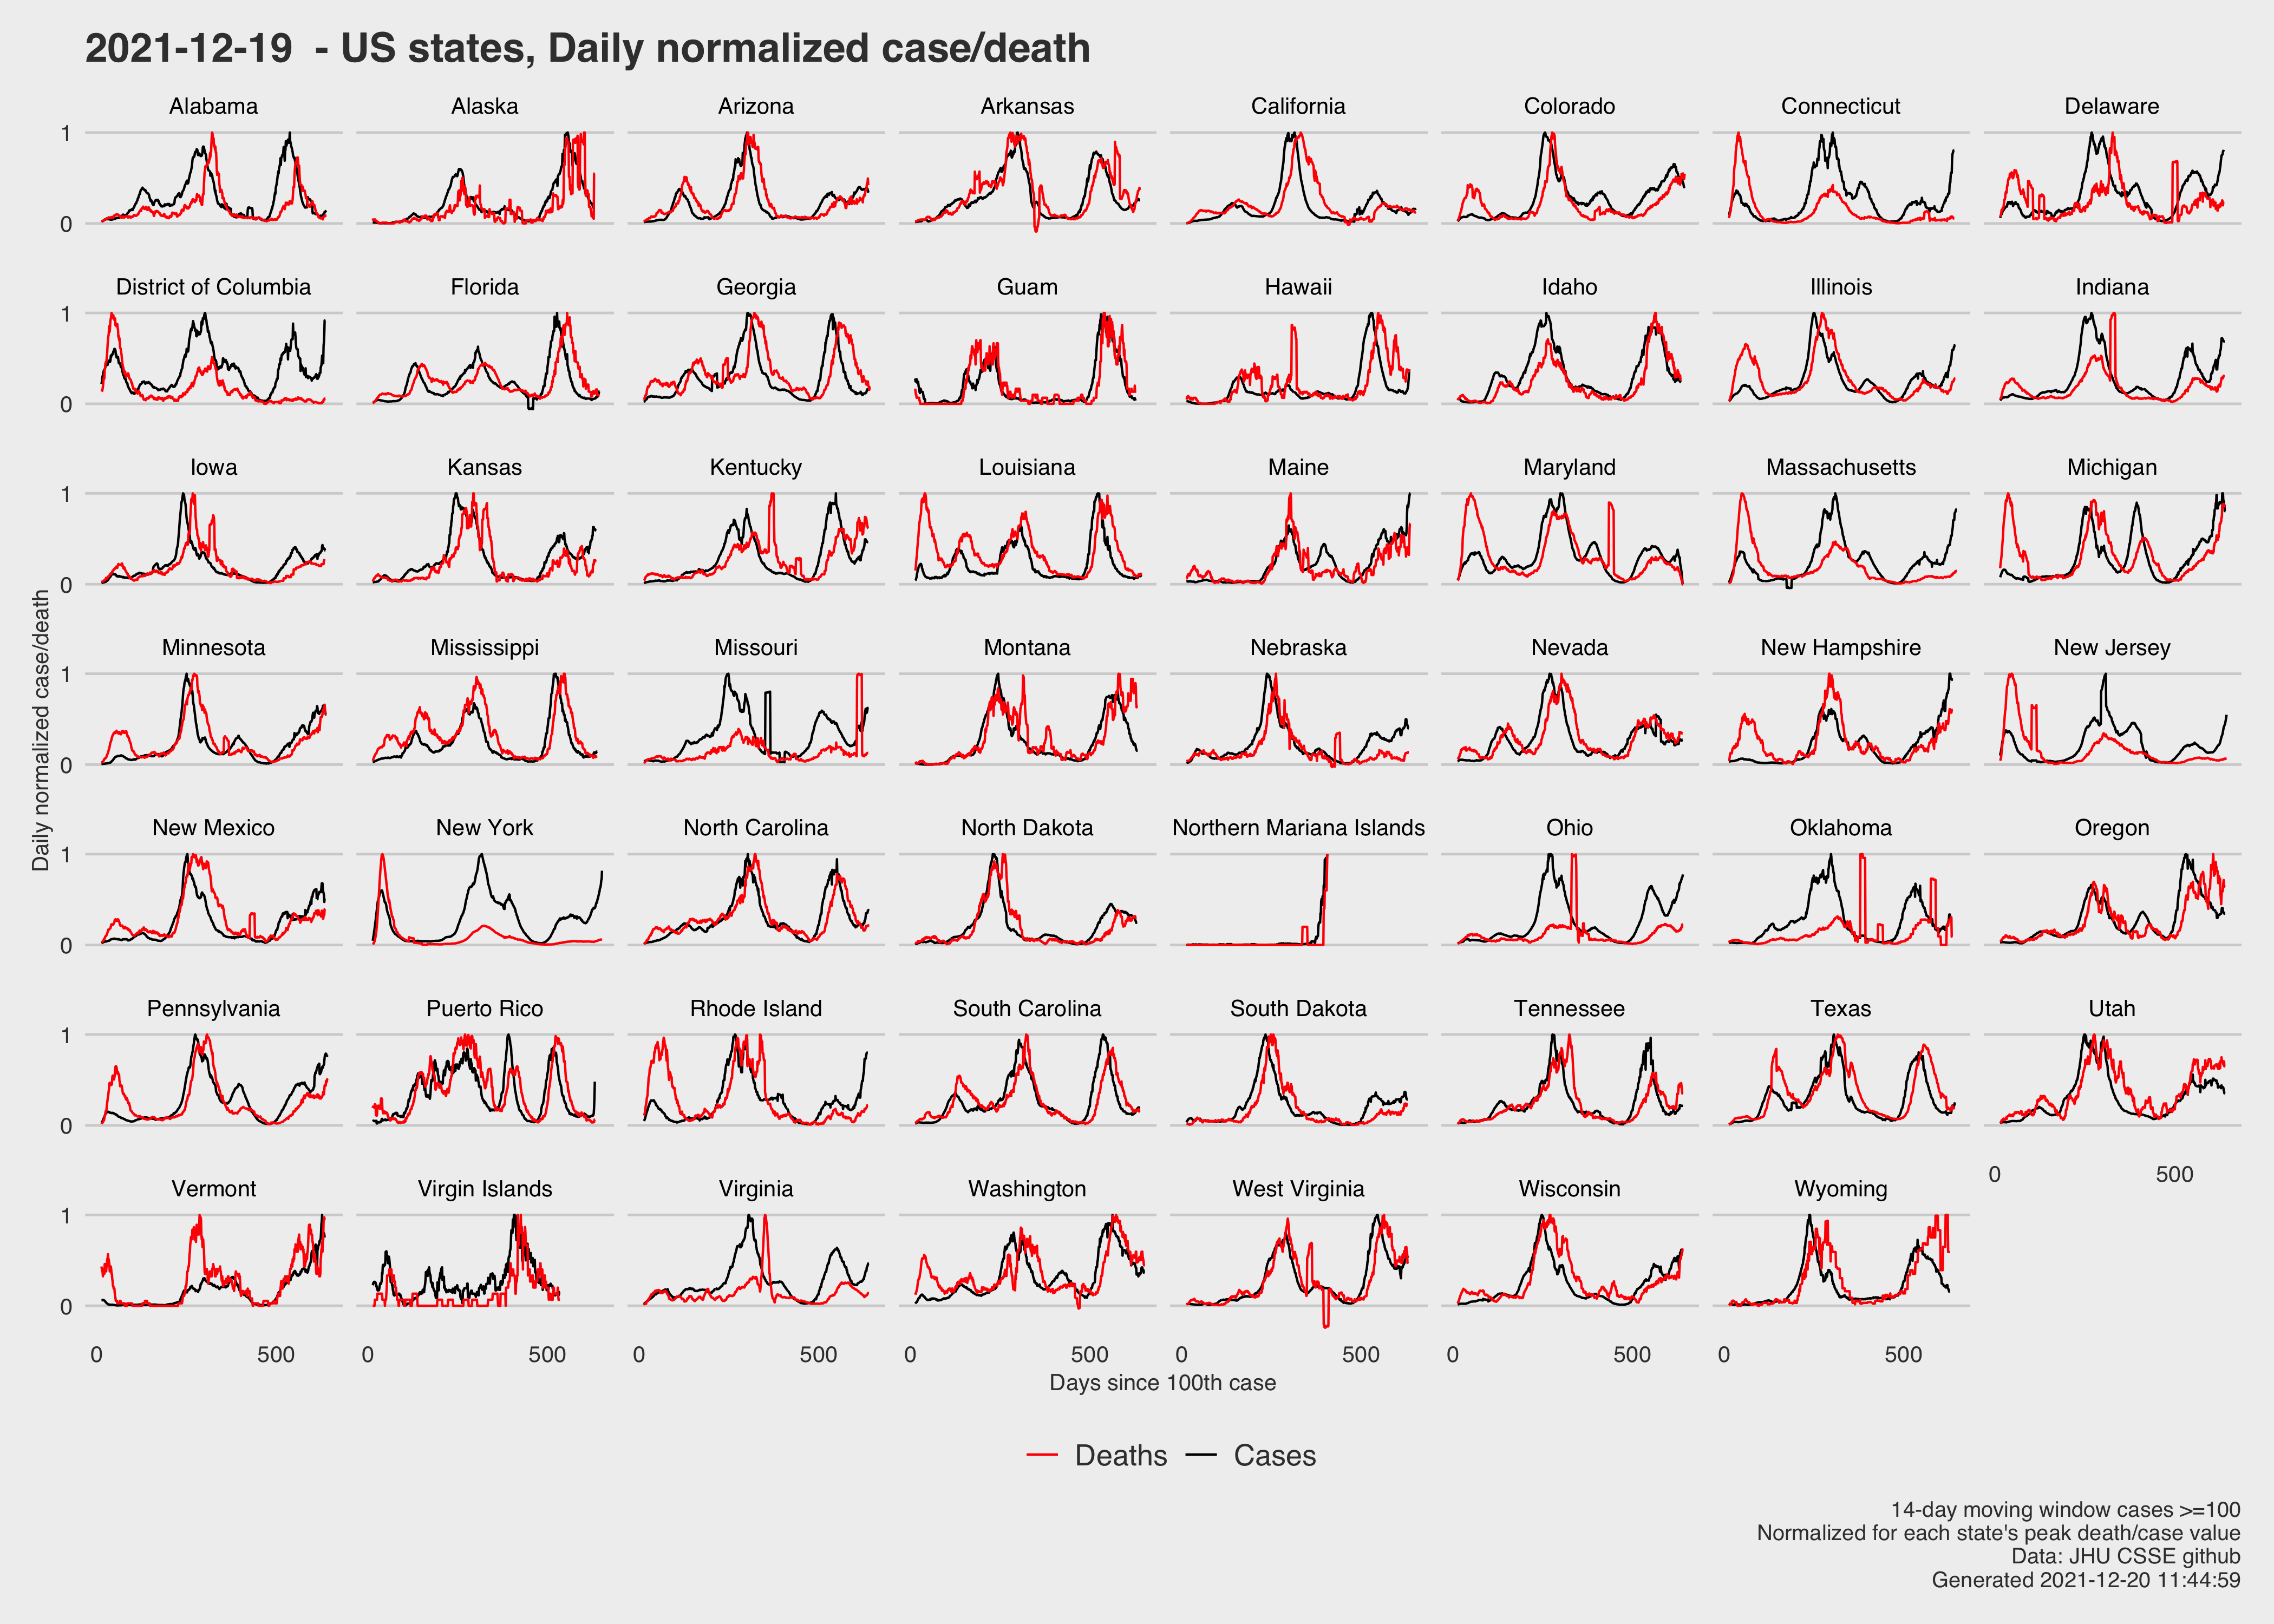 2021-12-19  - US states, Daily normalized case/death
Alabama Alaska Arizona Arkansas California Colorado Connecticut Delaware
1
0
District of Columbia Florida Georgia Guam Hawaii Idaho Illinois Indiana
1
0
Iowa Kansas Kentucky Louisiana Maine Maryland Massachusetts Michigan
1
0
Minnesota Mississippi Missouri Montana Nebraska Nevada New Hampshire New Jersey
1
0
New Mexico New York North Carolina North Dakota Northern Mariana Islands Ohio Oklahoma Oregon
1
0
Pennsylvania Puerto Rico Rhode Island South Carolina South Dakota Tennessee Texas Utah
1
0
0 500
Vermont Virgin Islands Virginia Washington West Virginia Wisconsin Wyoming
1
0
0 500 0 500 0 500 0 500 0 500 0 500 0 500
Daily normalized case/death
Days since 100th case
Deaths Cases
14-day moving window cases >=100
Normalized for each state's peak death/case value
Data: JHU CSSE github
Generated 2021-12-20 11:44:59